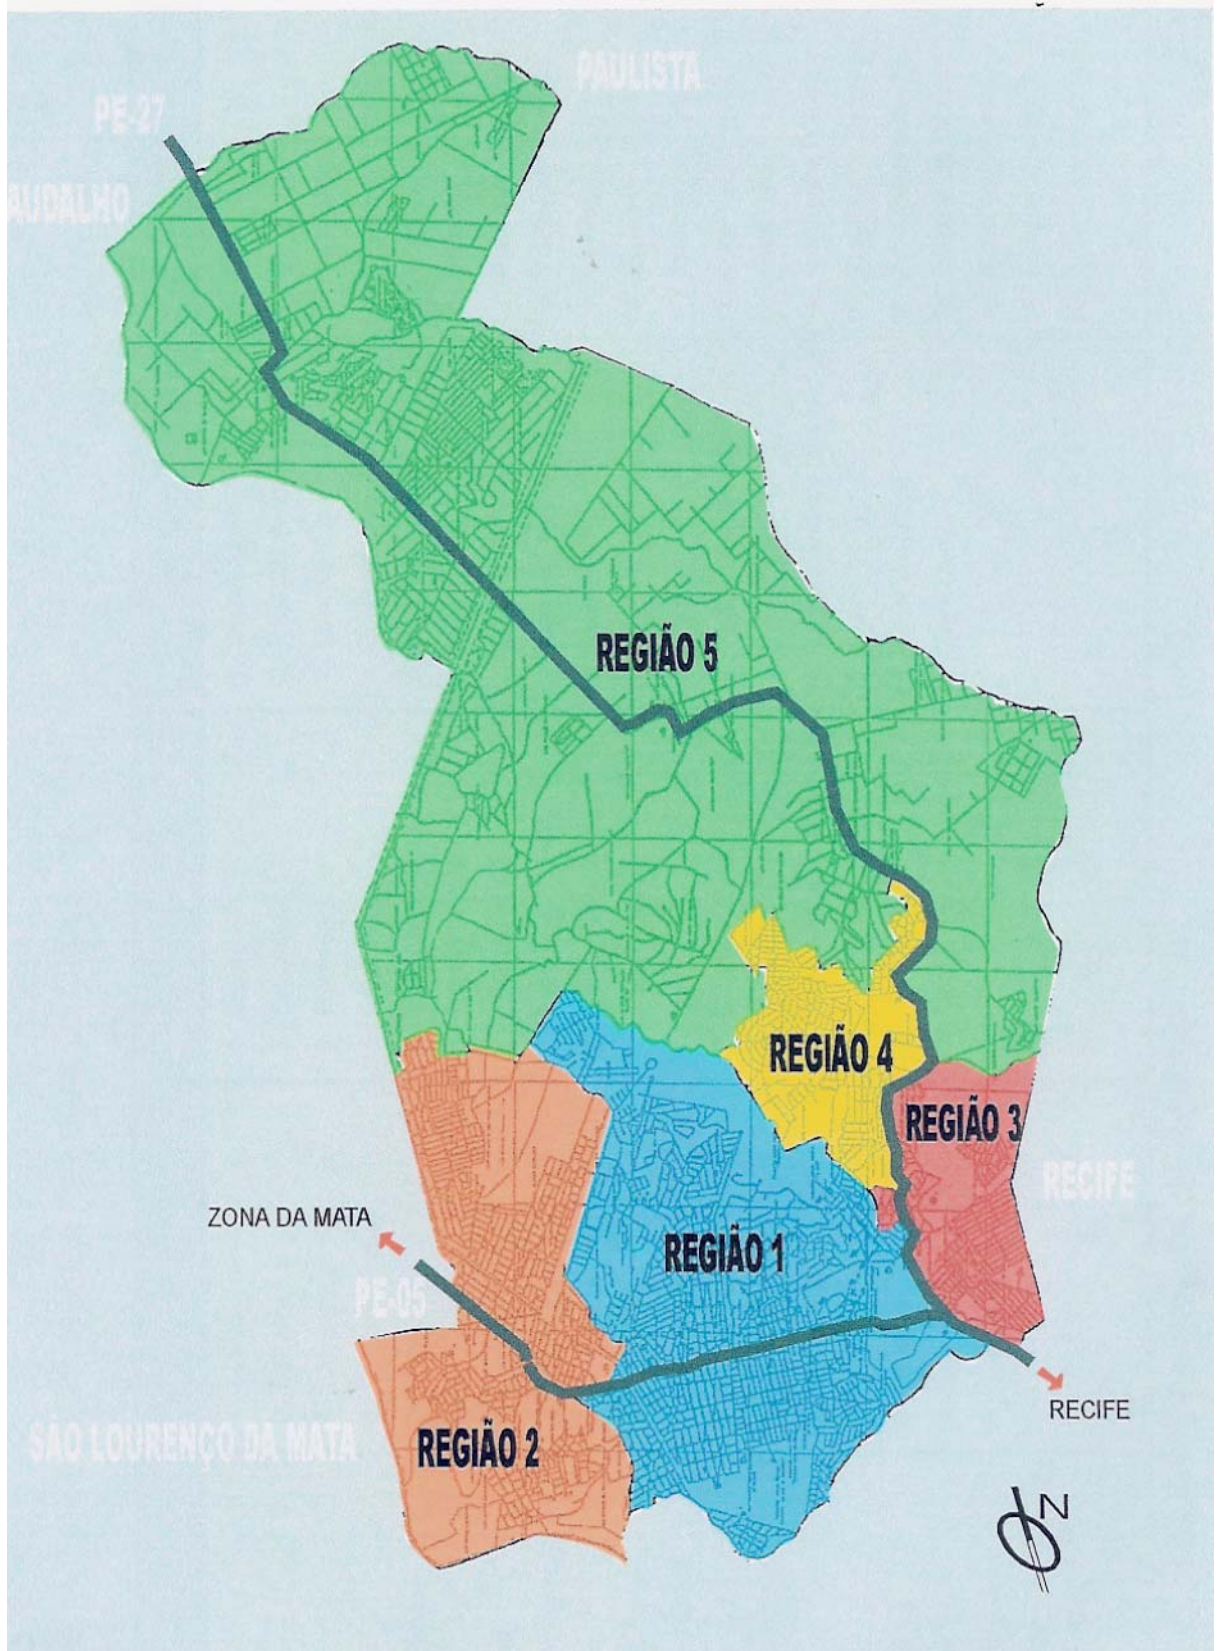 PAULISTA
PE-27
AUDALHO
REGIÃO 5
REGIÃO 4
REGIÃO 3
RECIFE
ZONA DA MATA
REGIÃO 1
PE-05
RECIFE
SÃO LOURENÇO DA MATA
REGIÃO 2
N